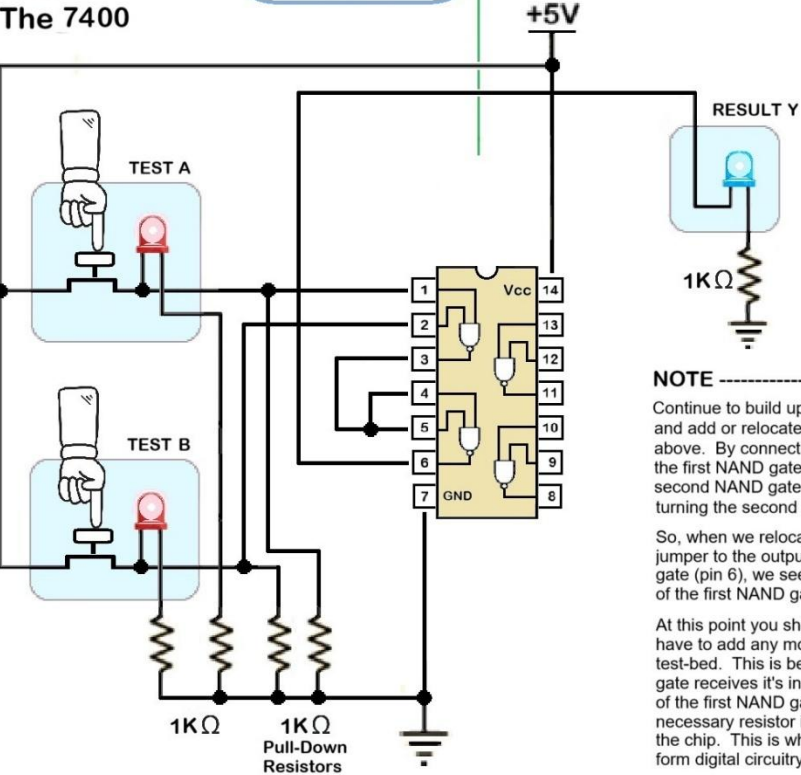 The 7400
+5V
RESULT Y
TEST A
1KΩ
1
2
3
4
5
6
7
GND
Vcc
14
13
12
11
10
9
8
TEST B
1KΩ
1KΩ
Pull-Down
Resistors
NOTE -----------
Continue to build up
and add or relocate
above. By connect
the first NAND gate
second NAND gate
turning the second
So, when we reloca
jumper to the outpu
gate (pin 6), we see
of the first NAND ga
At this point you sh
have to add any mo
test-bed. This is be
gate receives it's in
of the first NAND ga
necessary resistor i
the chip. This is wh
form digital circuitry